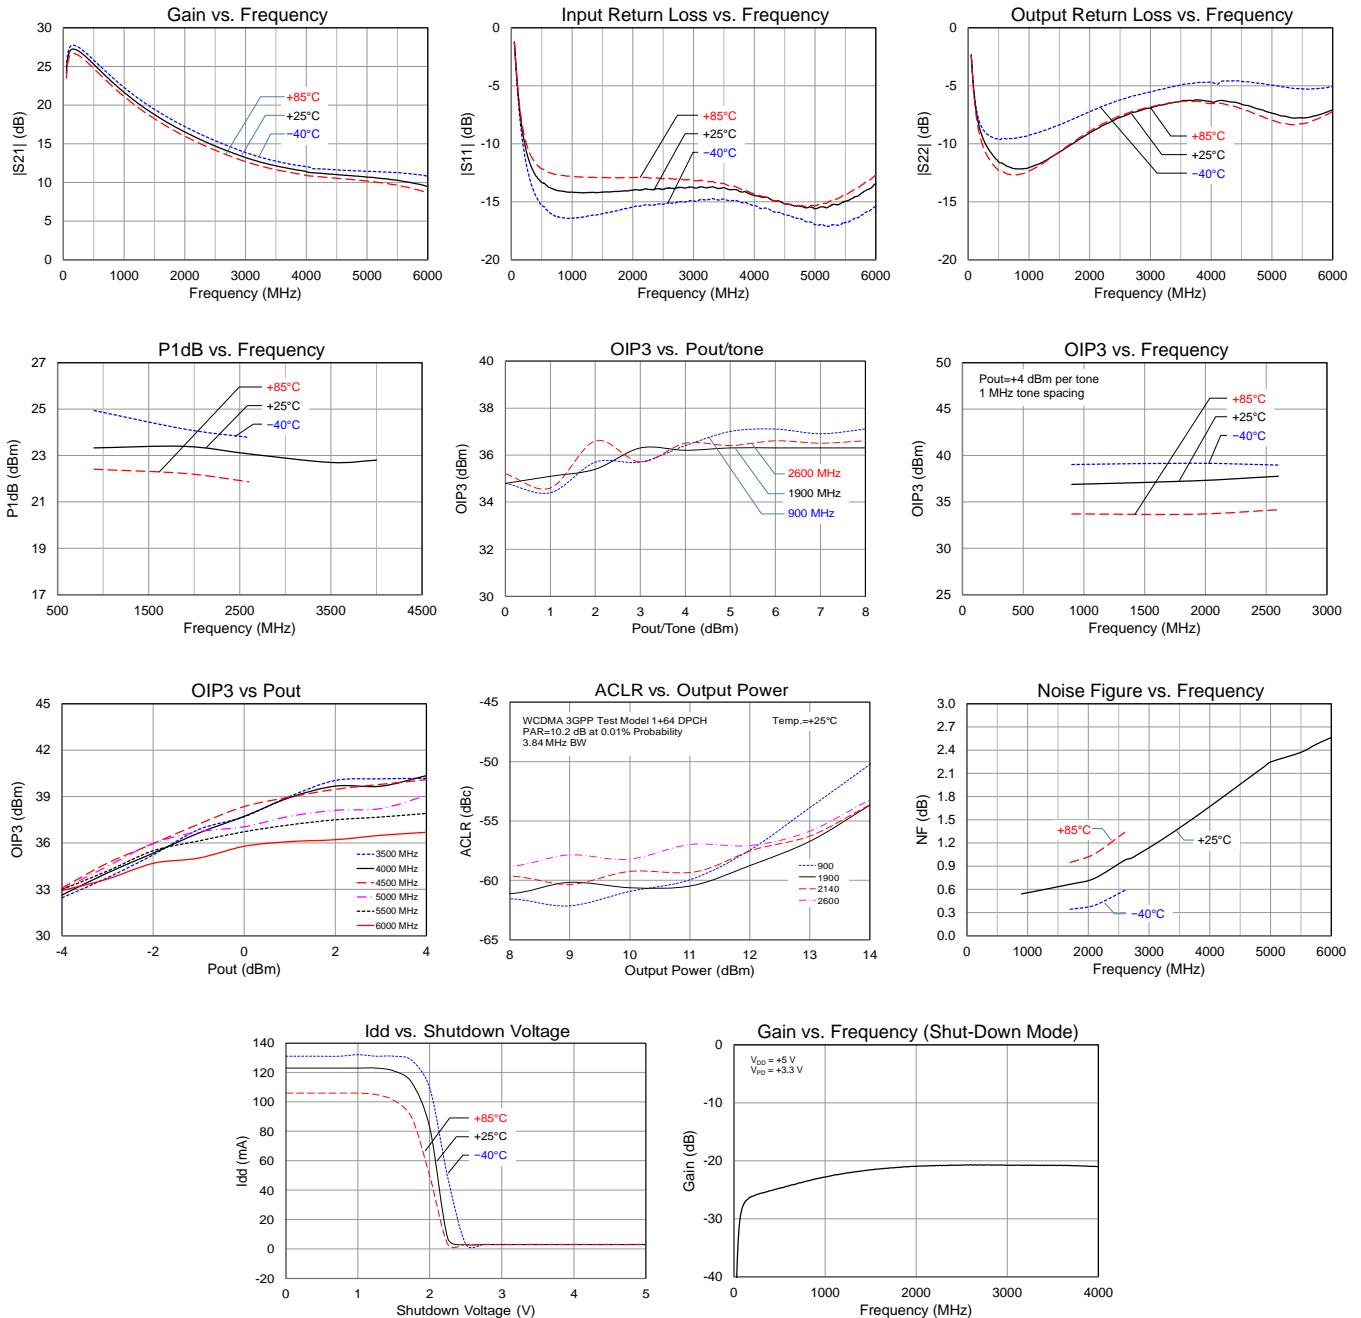 Gain vs. Frequency
|S21| (dB)
30
25
20
15
10
5
0
0 1000 2000 3000 4000 5000 6000
Frequency (MHz)
+85°C
+25°C
−40°C
Input Return Loss vs. Frequency
|S11| (dB)
0
-5
-10
-15
-20
0 1000 2000 3000 4000 5000 6000
Frequency (MHz)
+85°C
+25°C
−40°C
Output Return Loss vs. Frequency
|S22| (dB)
0
-5
-10
-15
-20
0 1000 2000 3000 4000 5000 6000
Frequency (MHz)
+85°C
+25°C
−40°C
P1dB vs. Frequency
P1dB (dBm)
27
25
23
21
19
17
500 1500 2500 3500 4500
Frequency (MHz)
+85°C
+25°C
−40°C
OIP3 vs. Pout/tone
OIP3 (dBm)
40
38
36
34
32
30
0 1 2 3 4 5 6 7 8
Pout/Tone (dBm)
2600 MHz
1900 MHz
900 MHz
OIP3 vs. Frequency
OIP3 (dBm)
50
45
40
35
30
25
0 500 1000 1500 2000 2500 3000
Frequency (MHz)
Pout=+4 dBm per tone
1 MHz tone spacing
+85°C
+25°C
−40°C
OIP3 vs Pout
OIP3 (dBm)
45
42
39
36
33
30
-4 -2 0 2 4
Pout (dBm)
3500 MHz
4000 MHz
4500 MHz
5000 MHz
5500 MHz
6000 MHz
ACLR vs. Output Power
ACLR (dBc)
-45
-50
-55
-60
-65
8 9 10 11 12 13 14
Output Power (dBm)
WCDMA 3GPP Test Model 1+64 DPCH
PAR=10.2 dB at 0.01% Probability
3.84 MHz BW
Temp.=+25°C
900
1900
2140
2600
Noise Figure vs. Frequency
NF (dB)
3.0
2.7
2.4
2.1
1.8
1.5
1.2
0.9
0.6
0.3
0.0
0 1000 2000 3000 4000 5000 6000
Frequency (MHz)
+85°C
+25°C
−40°C
Idd vs. Shutdown Voltage
Idd (mA)
140
120
100
80
60
40
20
0
-20
0 1 2 3 4 5
Shutdown Voltage (V)
+85°C
+25°C
−40°C
Gain vs. Frequency (Shut-Down Mode)
Gain (dB)
0
-10
-20
-30
-40
0 1000 2000 3000 4000
Frequency (MHz)
VDD = +5 V
VPD = +3.3 V